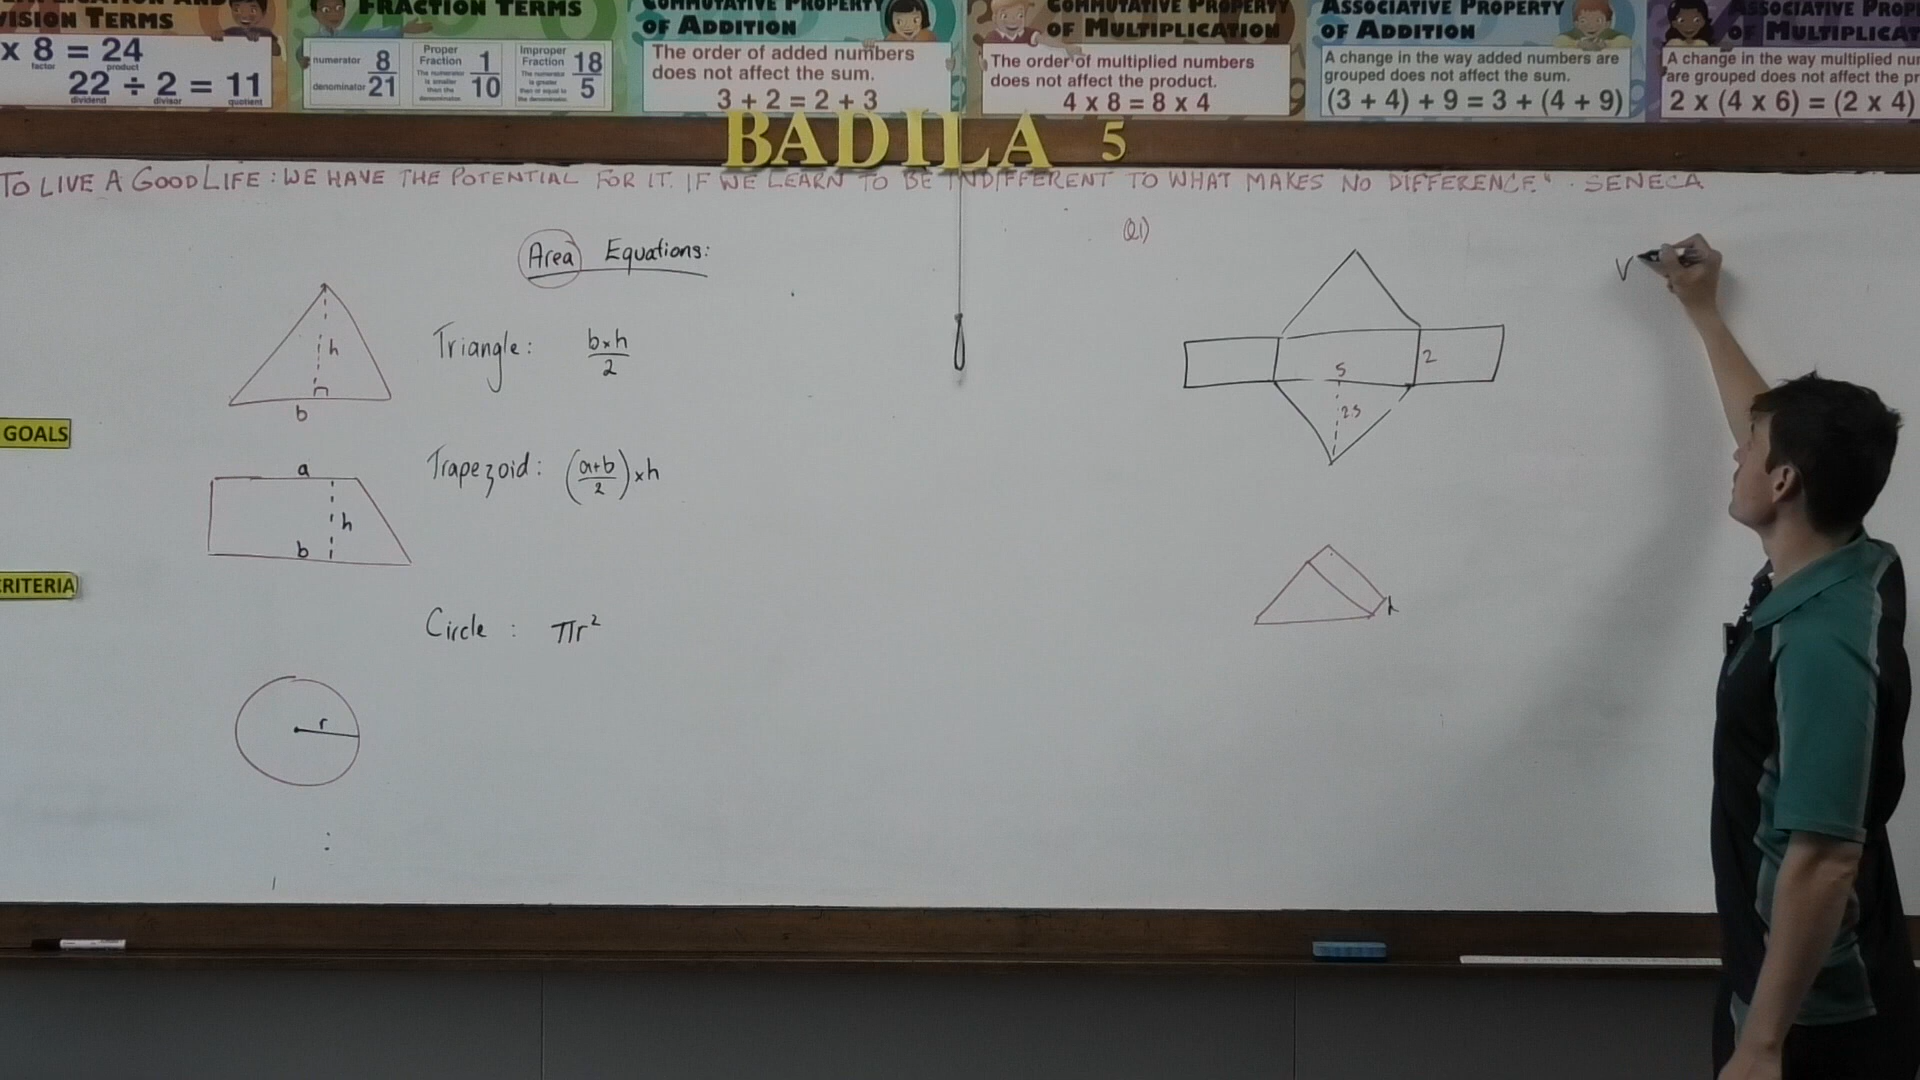 VISION TERMS
x 8 = 24
factor product
22 ÷ 2 = 11
dividend divisor quotient
FRACTION TERMS
numerator 8
denominator 21
Proper Fraction
The numerator is smaller than the denominator.
1
10
Improper Fraction
The numerator is greater than or equal to the denominator.
18
5
COMMUTATIVE PROPERTY
OF ADDITION
The order of added numbers
does not affect the sum.
3 + 2 = 2 + 3
COMMUTATIVE PROPERTY
OF MULTIPLICATION
The order of multiplied numbers
does not affect the product.
4 x 8 = 8 x 4
ASSOCIATIVE PROPERTY
OF ADDITION
A change in the way added numbers are
grouped does not affect the sum.
(3 + 4) + 9 = 3 + (4 + 9)
ASSOCIATIVE PROP
OF MULTIPLICAT
A change in the way multiplied nu
are grouped does not affect the pr
2 x (4 x 6) = (2 x 4)
BADILA 5
TO LIVE A GOOD LIFE : WE HAVE THE POTENTIAL FOR IT. IF WE LEARN TO BE INDIFFERENT TO WHAT MAKES NO DIFFERENCE." . SENECA
Area Equations:
h
b
Triangle: b×h
2
a
h
b
Trapezoid: (a+b/2)×h
Circle : πr²
r
GOALS
CRITERIA
Q1)
5
2
2.5
V